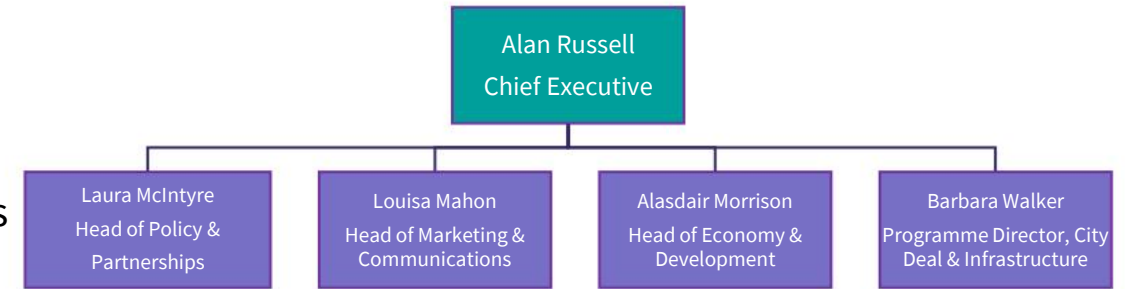 Alan Russell
Chief Executive
s
Laura McIntyre
Head of Policy &
Partnerships
Louisa Mahon
Head of Marketing &
Communications
Alasdair Morrison
Head of Economy &
Development
Barbara Walker
Programme Director, City
Deal & Infrastructure